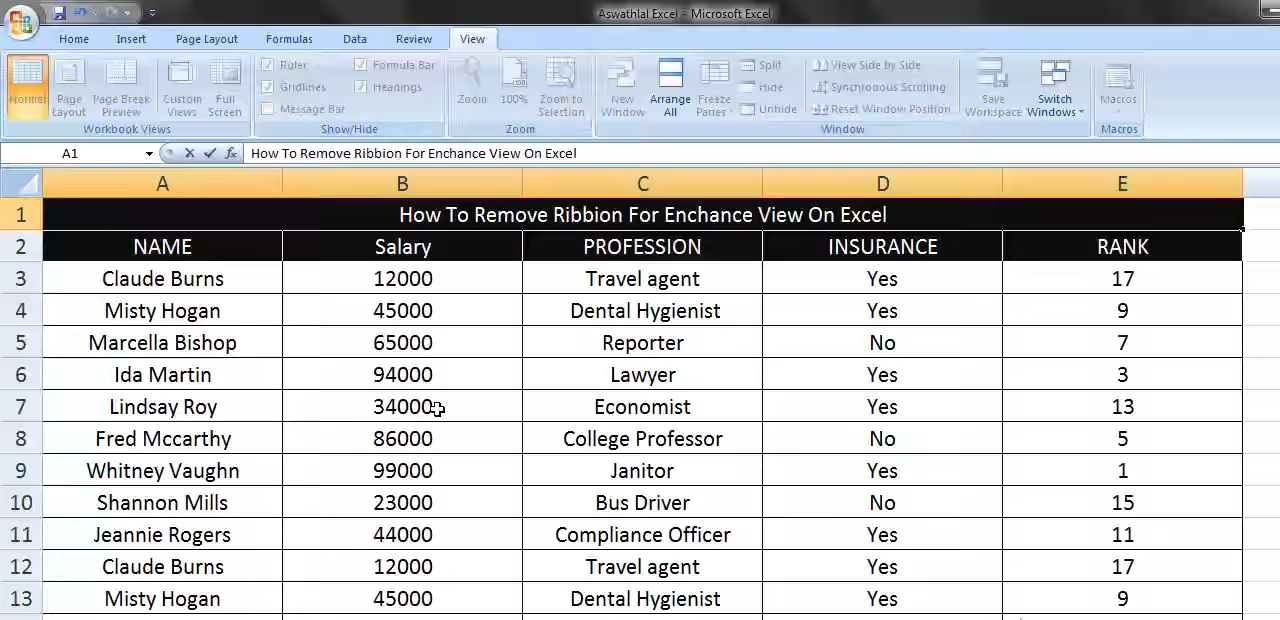 Aswathlal Excel - Microsoft Excel
Home Insert Page Layout Formulas Data Review View
Ruler Formula Bar Split View Side by Side
Gridlines Headings Hide Synchronous Scrolling
Message Bar Unhide Reset Window Position
Normal Page Layout Page Break Preview Custom Views Full Screen Zoom 100% Zoom to Selection New Window Arrange All Freeze Panes Save Workspace Switch Windows Macros
Workbook Views Show/Hide Zoom Window Macros
A1 fx How To Remove Ribbion For Enchance View On Excel
A B C D E
1 How To Remove Ribbion For Enchance View On Excel
2 NAME Salary PROFESSION INSURANCE RANK
3 Claude Burns 12000 Travel agent Yes 17
4 Misty Hogan 45000 Dental Hygienist Yes 9
5 Marcella Bishop 65000 Reporter No 7
6 Ida Martin 94000 Lawyer Yes 3
7 Lindsay Roy 34000 Economist Yes 13
8 Fred Mccarthy 86000 College Professor No 5
9 Whitney Vaughn 99000 Janitor Yes 1
10 Shannon Mills 23000 Bus Driver No 15
11 Jeannie Rogers 44000 Compliance Officer Yes 11
12 Claude Burns 12000 Travel agent Yes 17
13 Misty Hogan 45000 Dental Hygienist Yes 9